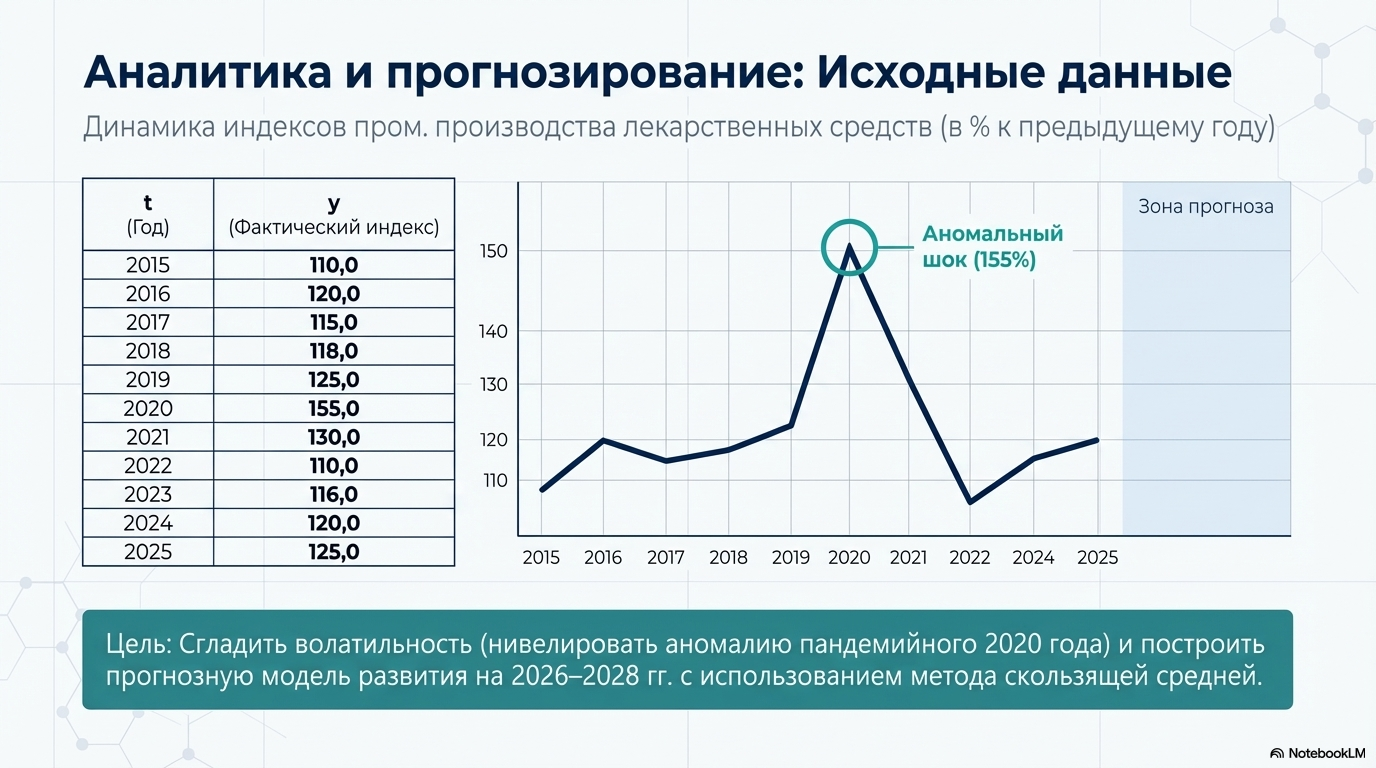 Аналитика и прогнозирование: Исходные данные
Динамика индексов пром. производства лекарственных средств (в % к предыдущему году)
t y
(Год) (Фактический индекс)
2015 110,0
2016 120,0
2017 115,0
2018 118,0
2019 125,0
2020 155,0
2021 130,0
2022 110,0
2023 116,0
2024 120,0
2025 125,0
Зона прогноза
Аномальный
шок (155%)
150
140
130
120
110
2015 2016 2017 2018 2019 2020 2021 2022 2024 2025
Цель: Сгладить волатильность (нивелировать аномалию пандемийного 2020 года) и построить
прогнозную модель развития на 2026–2028 гг. с использованием метода скользящей средней.
NotebookLM